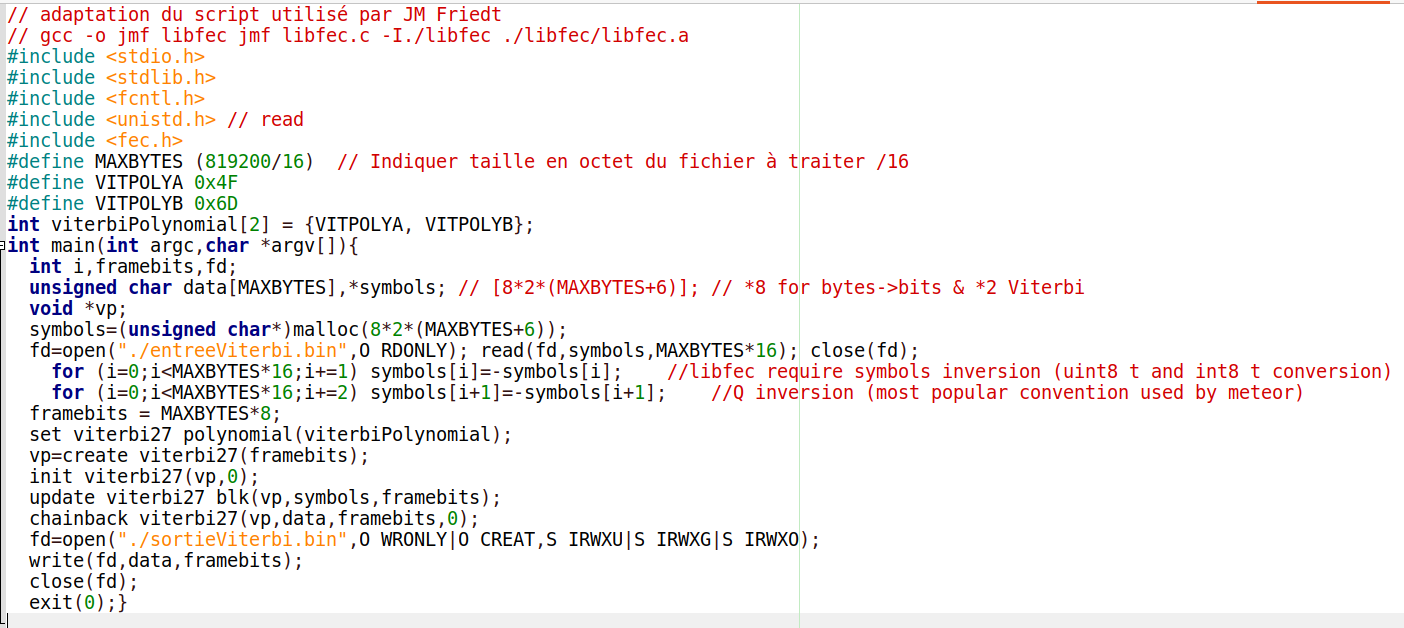 // adaptation du script utilisé par JM Friedt
// gcc -o jmf libfec jmf libfec.c -I./libfec ./libfec/libfec.a
#include <stdio.h>
#include <stdlib.h>
#include <fcntl.h>
#include <unistd.h> // read
#include <fec.h>
#define MAXBYTES (819200/16)  // Indiquer taille en octet du fichier à traiter /16
#define VITPOLYA 0x4F
#define VITPOLYB 0x6D
int viterbiPolynomial[2] = {VITPOLYA, VITPOLYB};
int main(int argc,char *argv[]){
  int i,framebits,fd;
  unsigned char data[MAXBYTES],*symbols; // [8*2*(MAXBYTES+6)]; // *8 for bytes->bits & *2 Viterbi
  void *vp;
  symbols=(unsigned char*)malloc(8*2*(MAXBYTES+6));
  fd=open("./entreeViterbi.bin",O RDONLY); read(fd,symbols,MAXBYTES*16); close(fd);
    for (i=0;i<MAXBYTES*16;i+=1) symbols[i]=-symbols[i];    //libfec require symbols inversion (uint8 t and int8 t conversion)
    for (i=0;i<MAXBYTES*16;i+=2) symbols[i+1]=-symbols[i+1];    //Q inversion (most popular convention used by meteor)
  framebits = MAXBYTES*8;
  set viterbi27 polynomial(viterbiPolynomial);
  vp=create viterbi27(framebits);
  init viterbi27(vp,0);
  update viterbi27 blk(vp,symbols,framebits);
  chainback viterbi27(vp,data,framebits,0);
  fd=open("./sortieViterbi.bin",O WRONLY|O CREAT,S IRWXU|S IRWXG|S IRWXO);
  write(fd,data,framebits);
  close(fd);
  exit(0);}